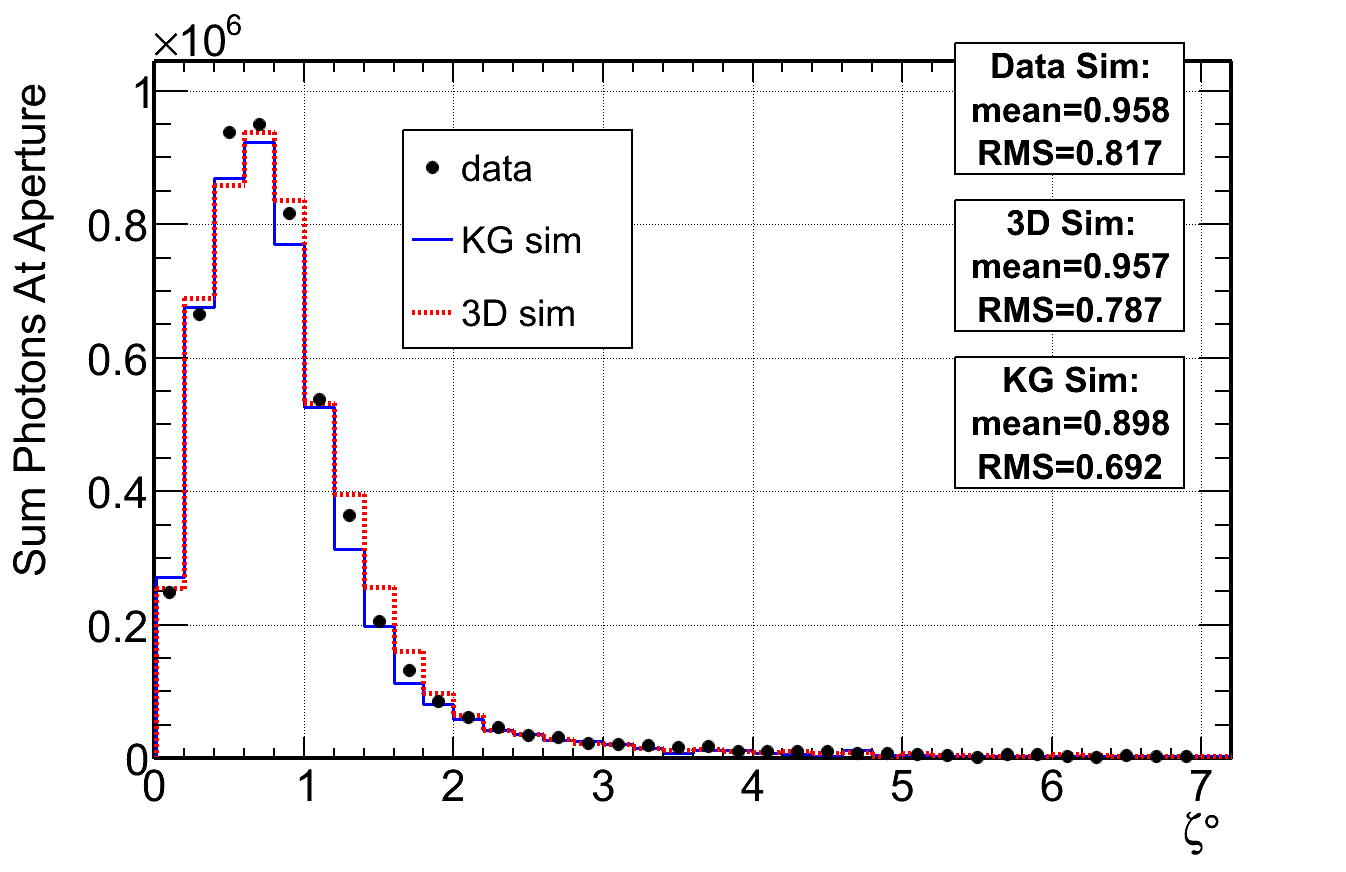 ×10⁶
Sum Photons At Aperture
1
0.8
0.6
0.4
0.2
0
0 1 2 3 4 5 6 7
ζ°
data
KG sim
3D sim
Data Sim:
mean=0.958
RMS=0.817
3D Sim:
mean=0.957
RMS=0.787
KG Sim:
mean=0.898
RMS=0.692